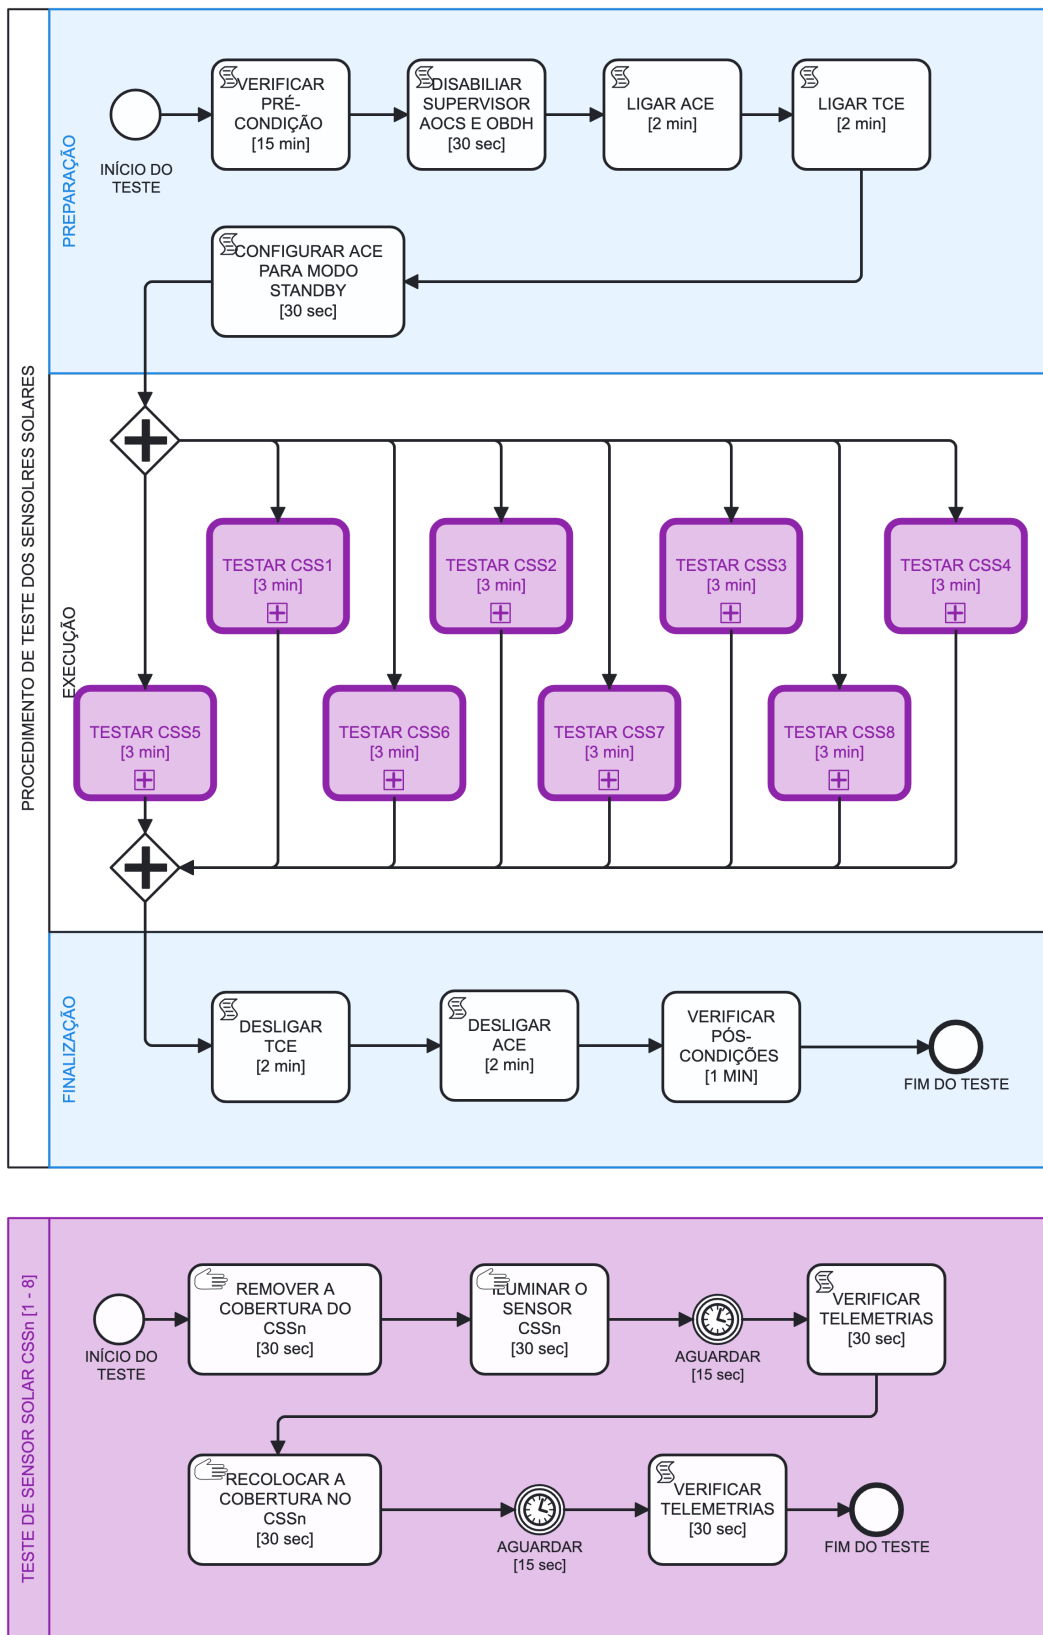 PROCEDIMENTO DE TESTE DOS SENSOLRES SOLARES
PREPARAÇÃO
INÍCIO DO
TESTE
VERIFICAR
PRÉ-
CONDIÇÃO
[15 min]
DISABILIAR
SUPERVISOR
AOCS E OBDH
[30 sec]
LIGAR ACE
[2 min]
LIGAR TCE
[2 min]
CONFIGURAR ACE
PARA MODO
STANDBY
[30 sec]
EXECUÇÃO
TESTAR CSS1
[3 min]
TESTAR CSS2
[3 min]
TESTAR CSS3
[3 min]
TESTAR CSS4
[3 min]
TESTAR CSS5
[3 min]
TESTAR CSS6
[3 min]
TESTAR CSS7
[3 min]
TESTAR CSS8
[3 min]
FINALIZAÇÃO
DESLIGAR
TCE
[2 min]
DESLIGAR
ACE
[2 min]
VERIFICAR
PÓS-
CONDIÇÕES
[1 MIN]
FIM DO TESTE
TESTE DE SENSOR SOLAR CSSn [1 - 8]
INÍCIO DO
TESTE
REMOVER A
COBERTURA DO
CSSn
[30 sec]
ILUMINAR O
SENSOR
CSSn
[30 sec]
AGUARDAR
[15 sec]
VERIFICAR
TELEMETRIAS
[30 sec]
RECOLOCAR A
COBERTURA NO
CSSn
[30 sec]
AGUARDAR
[15 sec]
VERIFICAR
TELEMETRIAS
[30 sec]
FIM DO TESTE